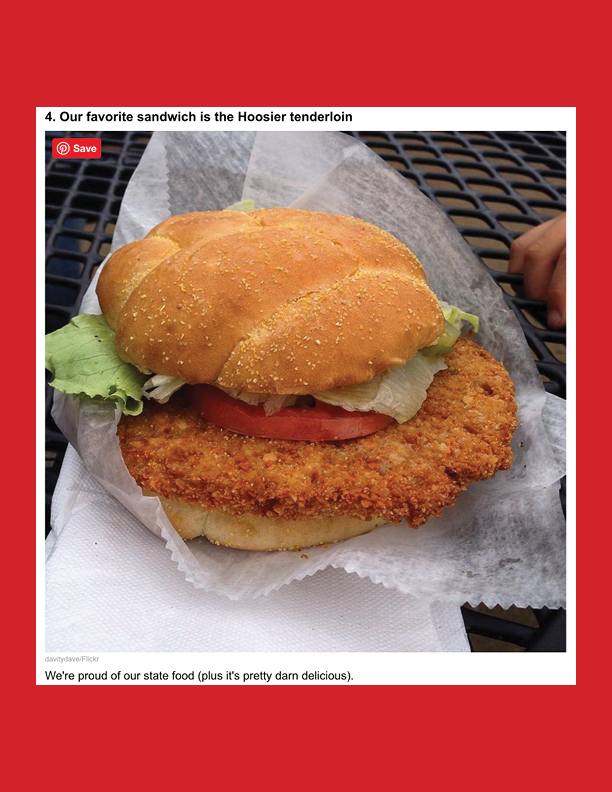 4. Our favorite sandwich is the Hoosier tenderloin
Save
davitydave/Flickr
We're proud of our state food (plus it's pretty darn delicious).